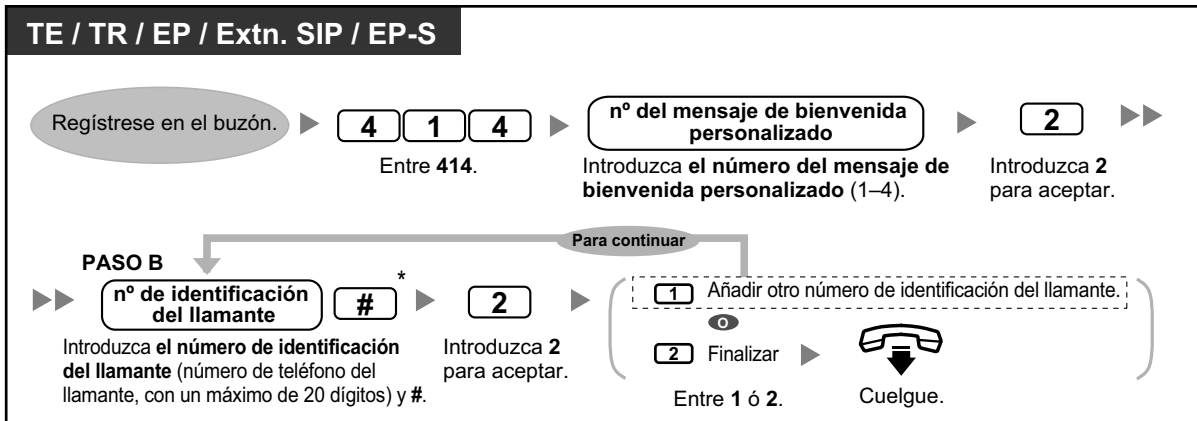 TE / TR / EP / Extn. SIP / EP-S
Regístrese en el buzón.
4 1 4
Entre 414.
nº del mensaje de bienvenida
personalizado
Introduzca el número del mensaje de
bienvenida personalizado (1–4).
2
Introduzca 2
para aceptar.
Para continuar
PASO B
nº de identificación
del llamante
# *
Introduzca el número de identificación
del llamante (número de teléfono del
llamante, con un máximo de 20 dígitos) y #.
2
Introduzca 2
para aceptar.
1 Añadir otro número de identificación del llamante.
O
2 Finalizar
Entre 1 ó 2.
Cuelgue.